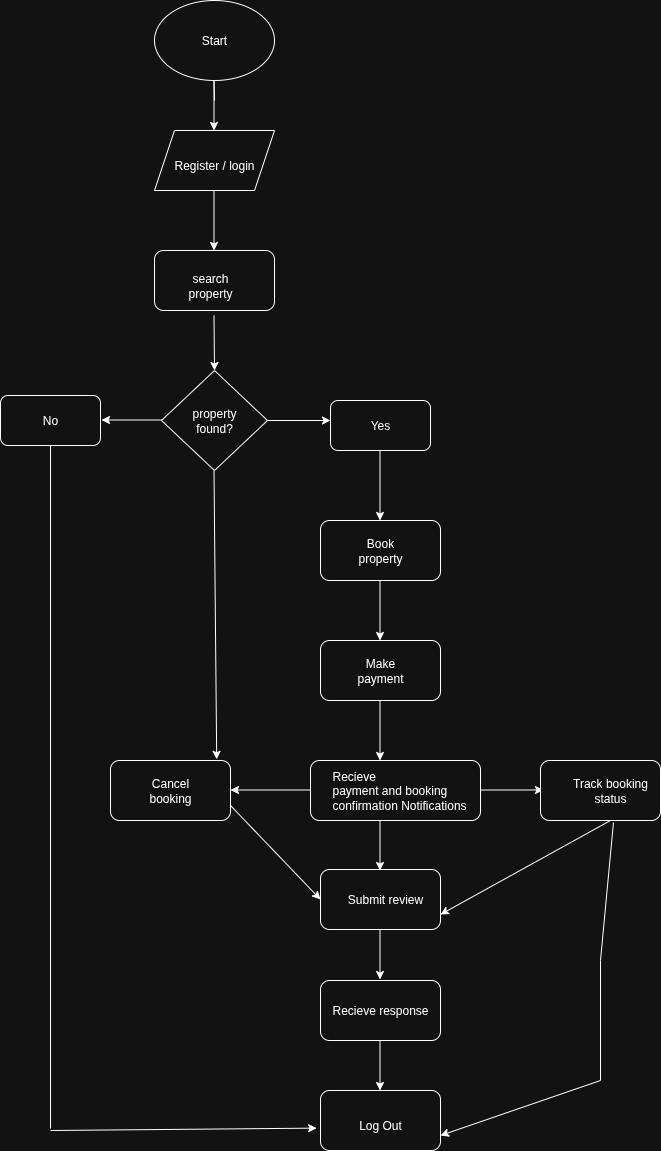 Start
Register / login
search
property
property
found?
No
Yes
Book
property
Make
payment
Cancel
booking
Recieve
payment and booking
confirmation Notifications
Track booking
status
Submit review
Recieve response
Log Out